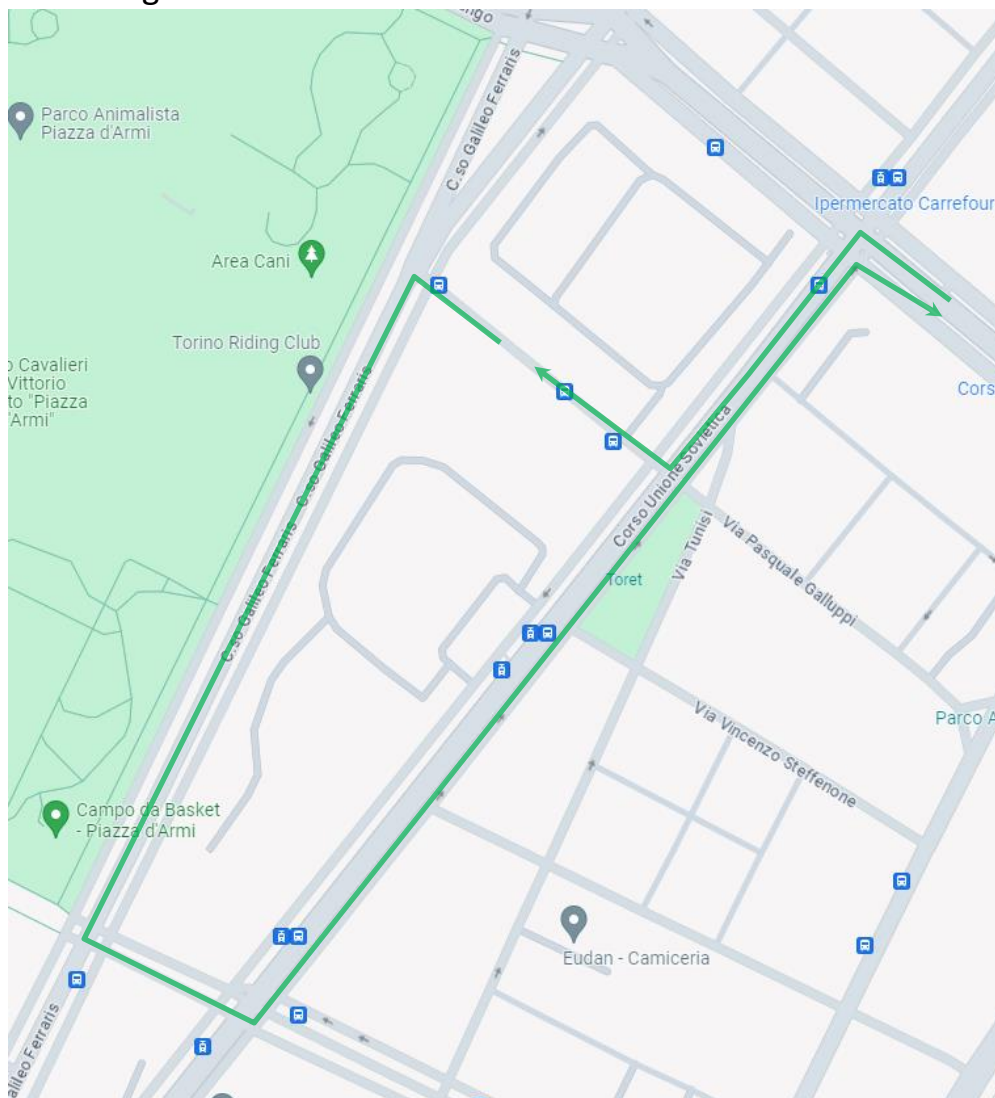 C.so Galileo Ferraris
Parco Animalista
Piazza d'Armi
Ipermercato Carrefour
Area Cani
Torino Riding Club
Cavalieri
Vittorio
to "Piazza
'Armi"
Cors
C.so Galileo Ferraris
C.so Galileo Ferraris
Corso Unione Sovietica
Via Tunisi
Via Pasquale Galluppi
Toret
Via Vincenzo Steffenone
Parco A
Campo da Basket
- Piazza d'Armi
Eudan - Camiceria
alileo Ferraris